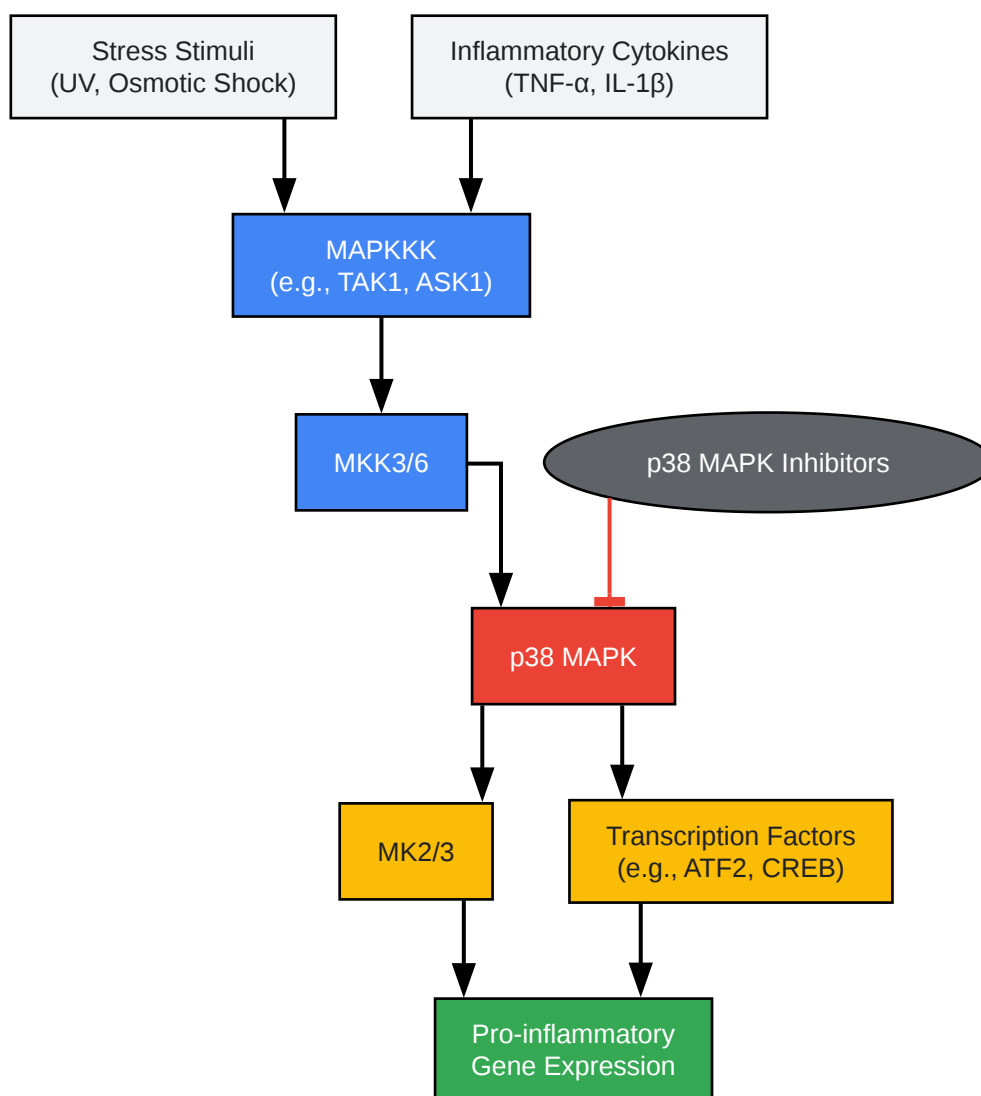 Stress Stimuli
(UV, Osmotic Shock)
Inflammatory Cytokines
(TNF-α, IL-1β)
MAPKKK
(e.g., TAK1, ASK1)
MKK3/6
p38 MAPK Inhibitors
p38 MAPK
MK2/3
Transcription Factors
(e.g., ATF2, CREB)
Pro-inflammatory
Gene Expression